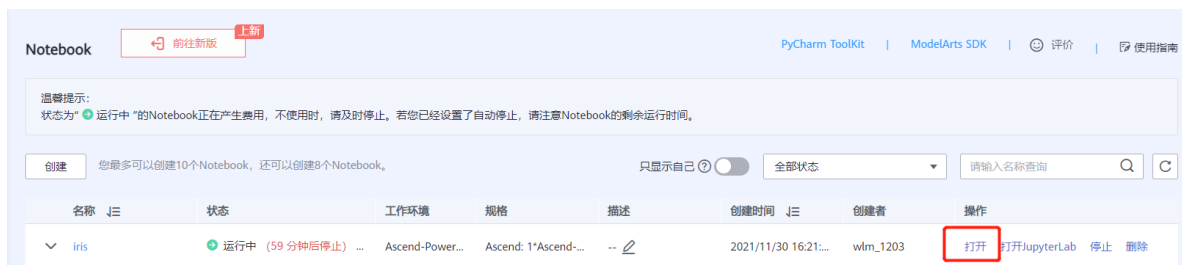 上新
Notebook 前往新版 PyCharm ToolKit | ModelArts SDK | 评价 | 使用指南
温馨提示：
状态为“ 运行中 ”的Notebook正在产生费用，不使用时，请及时停止。若您已经设置了自动停止，请注意Notebook的剩余运行时间。
创建 您最多可以创建10个Notebook，还可以创建8个Notebook。 只显示自己 ? 全部状态 请输入名称查询
名称 状态 工作环境 规格 描述 创建时间 创建者 操作
iris 运行中 (59 分钟后停止) ... Ascend-Power... Ascend: 1*Ascend-... -- 2021/11/30 16:21:... wlm_1203 打开 打开JupyterLab 停止 删除